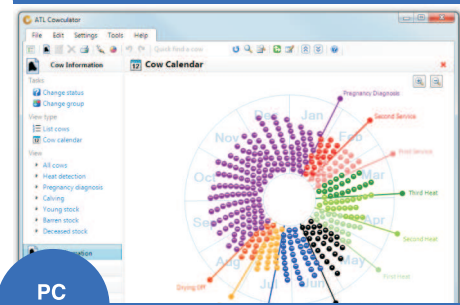 ATL Cowculator
File Edit Settings Tools Help
Quick find a cow
Cow Information
12 Cow Calendar
Tasks
Change status
Change group
View type
List cows
Cow calendar
View
All cows
Heat detection
Pregnancy diagnosis
Calving
Young stock
Barren stock
Deceased stock
Pregnancy Diagnosis
Second Service
First Service
Third Heat
Second Heat
First Heat
Drying Off
Jan
Feb
Mar
Apr
May
Jun
Jul
Aug
Oct
Nov
Dec
PC